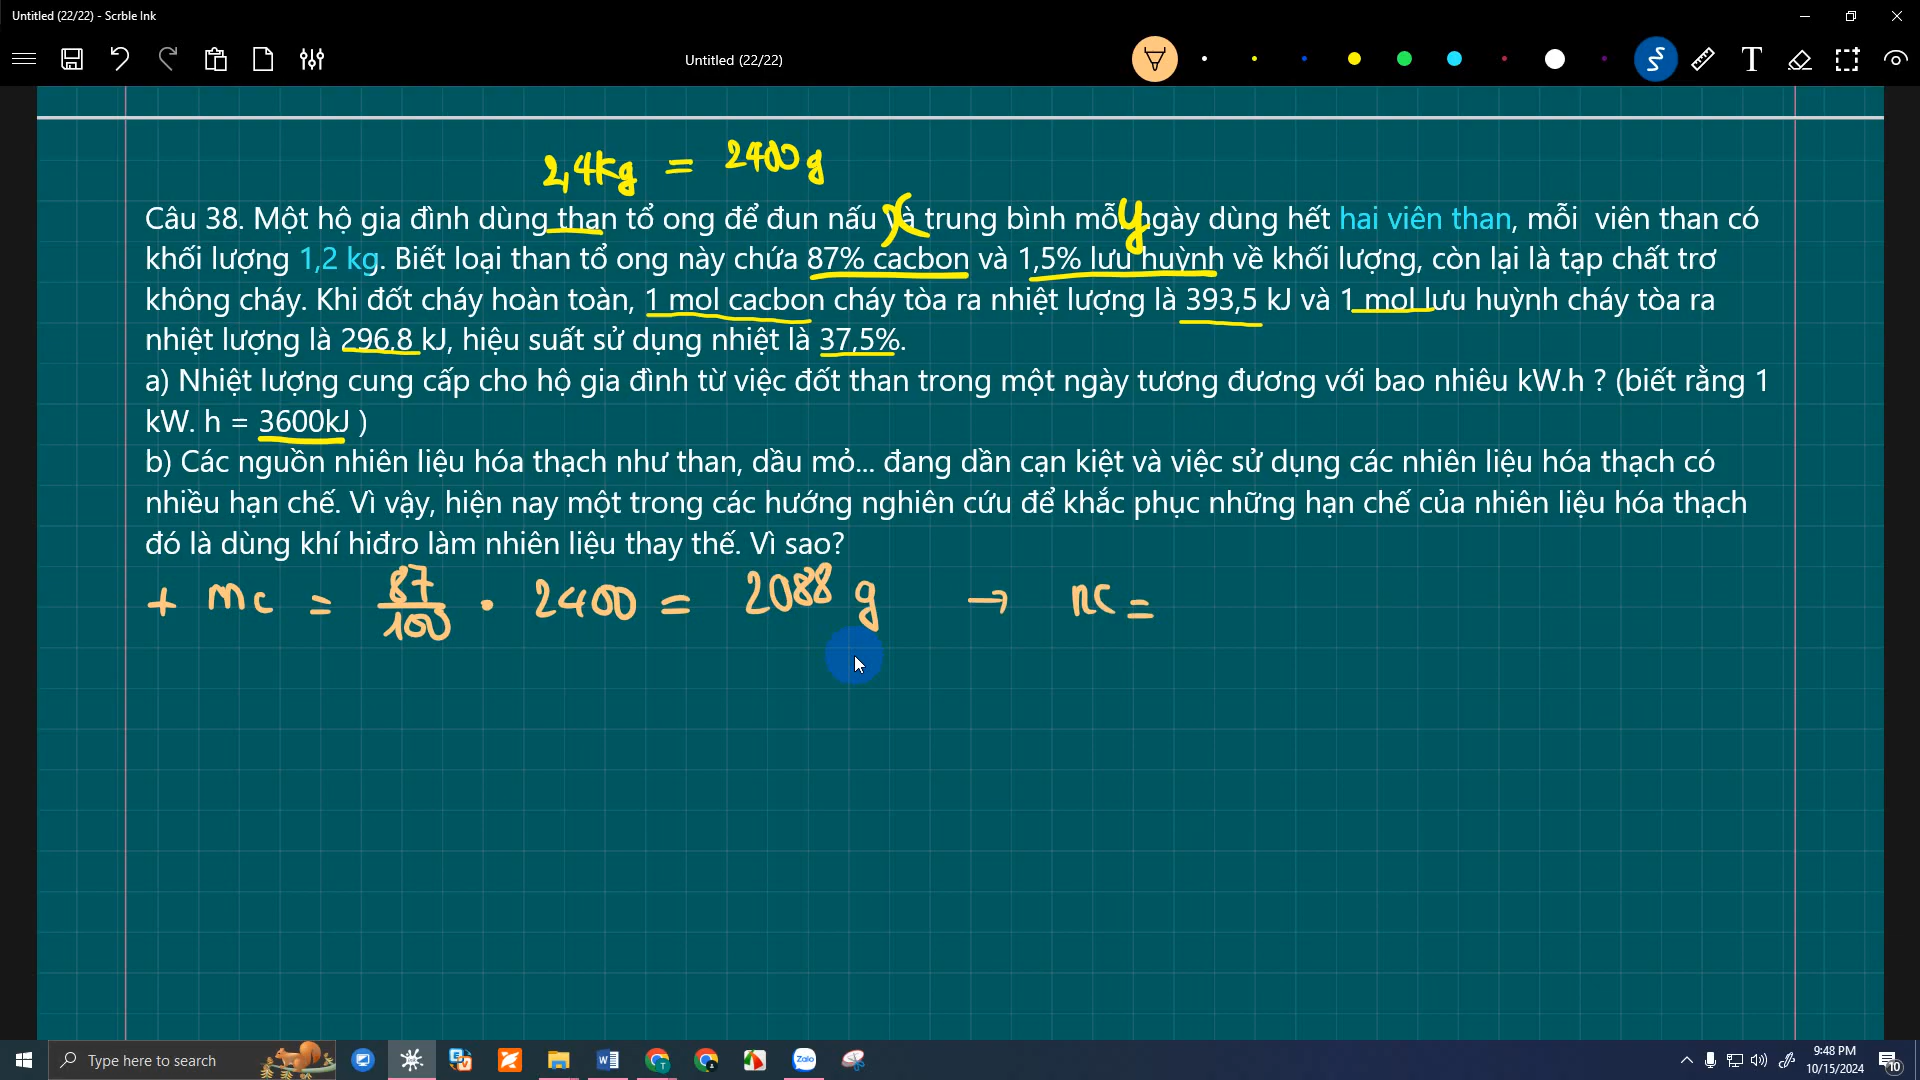 Untitled (22/22) - Scrble Ink
Untitled (22/22)
2,4kg = 2400g
x y
Câu 38. Một hộ gia đình dùng than tổ ong để đun nấu và trung bình mỗi ngày dùng hết hai viên than, mỗi viên than có
khối lượng 1,2 kg. Biết loại than tổ ong này chứa 87% cacbon và 1,5% lưu huỳnh về khối lượng, còn lại là tạp chất trơ
không cháy. Khi đốt cháy hoàn toàn, 1 mol cacbon cháy tỏa ra nhiệt lượng là 393,5 kJ và 1 mol lưu huỳnh cháy tỏa ra
nhiệt lượng là 296,8 kJ, hiệu suất sử dụng nhiệt là 37,5%.
a) Nhiệt lượng cung cấp cho hộ gia đình từ việc đốt than trong một ngày tương đương với bao nhiêu kW.h ? (biết rằng 1
kW. h = 3600kJ )
b) Các nguồn nhiên liệu hóa thạch như than, dầu mỏ... đang dần cạn kiệt và việc sử dụng các nhiên liệu hóa thạch có
nhiều hạn chế. Vì vậy, hiện nay một trong các hướng nghiên cứu để khắc phục những hạn chế của nhiên liệu hóa thạch
đó là dùng khí hiđro làm nhiên liệu thay thế. Vì sao?
+ mc = 87/100 . 2400 = 2088 g → nC =
Type here to search
Zalo
9:48 PM
10/15/2024
10